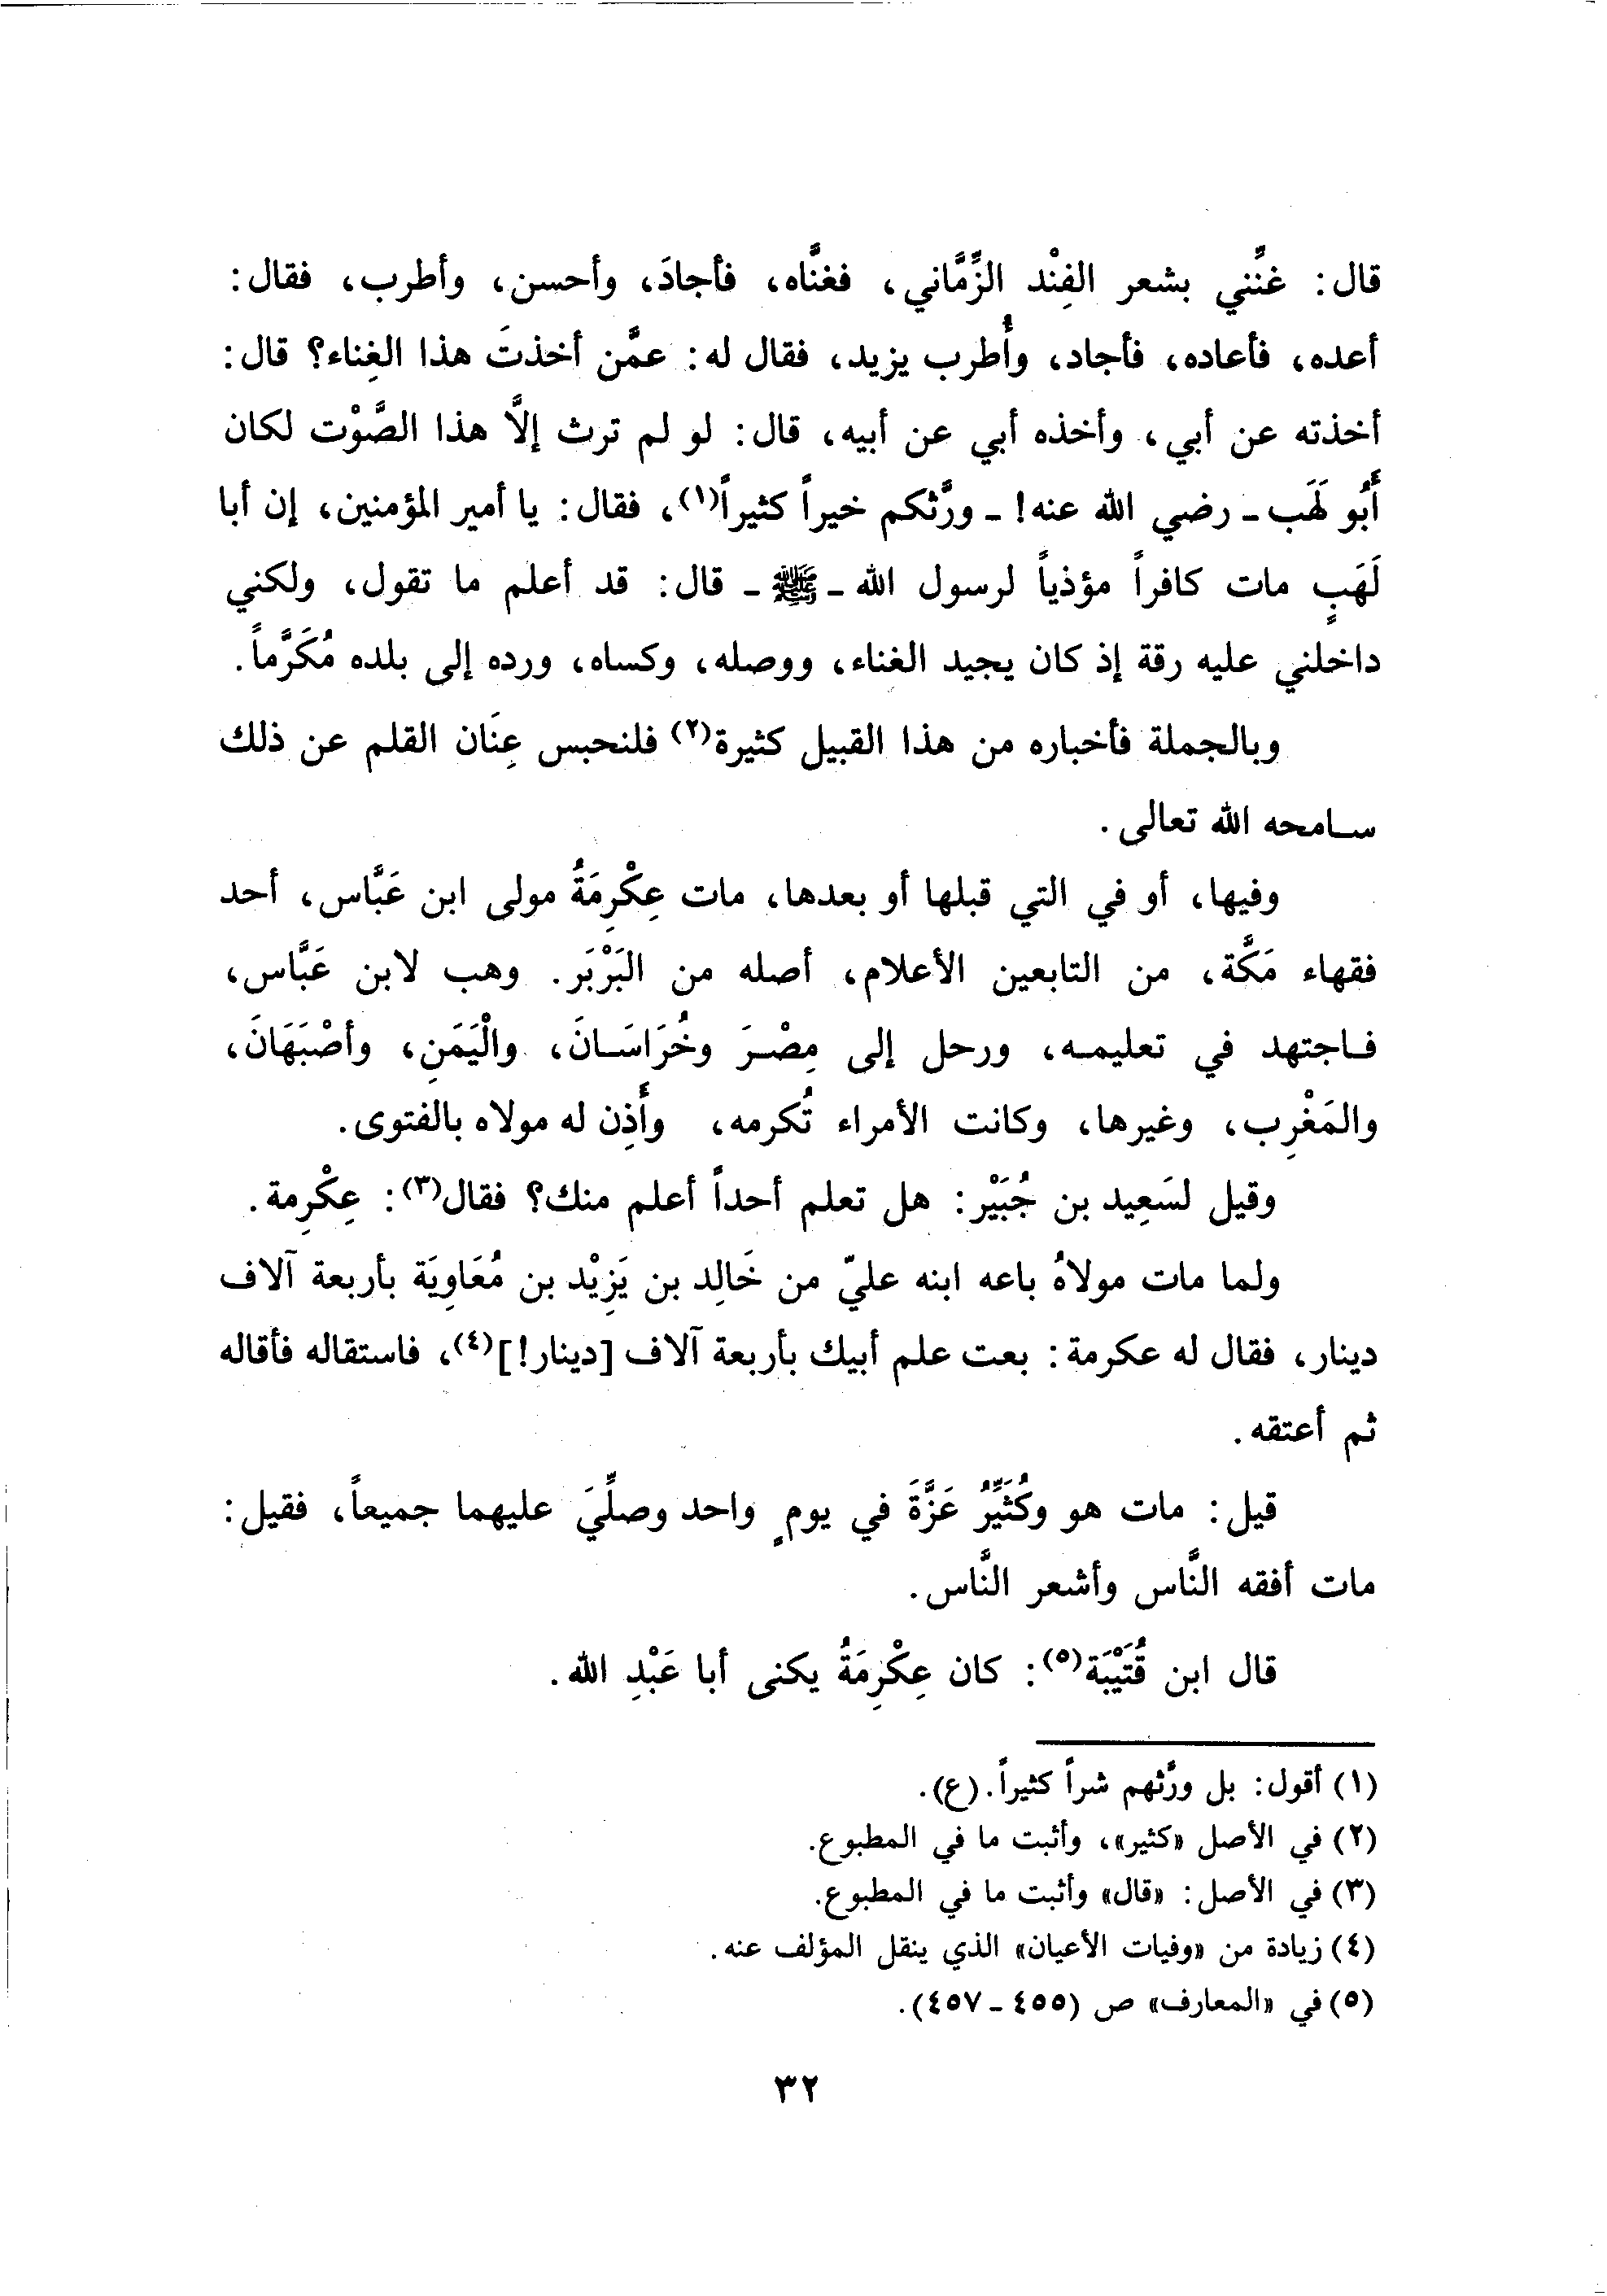 قال: غنِّني بشعر الفِنْد الزِّمَّاني، فغنَّاه، فأجادَ، وأحسن، وأطرب، فقال:
أعده، فأعاده، فأجاد، وأُطرب يزيد، فقال له: عمَّن أخذتَ هذا الغِناء؟ قال:
أخذته عن أبي، وأخذه أبي عن أبيه، قال: لو لم ترث إلَّا هذا الصَّوْت لكان
أَبُو لَهَب - رضي الله عنه! - ورَّثكم خيراً كثيراً(١)، فقال: يا أمير المؤمنين، إن أبا
لَهَبٍ مات كافراً مؤذياً لرسول الله - ﷺ - قال: قد أعلم ما تقول، ولكني
داخلني عليه رقة إذ كان يجيد الغناء، ووصله، وكساه، ورده إلى بلده مُكَرَّماً.
وبالجملة فأخباره من هذا القبيل كثيرة(٢) فلنحبس عِنَان القلم عن ذلك
سامحه الله تعالى.
وفيها، أو في التي قبلها أو بعدها، مات عِكْرِمَةُ مولى ابن عَبَّاس، أحد
فقهاء مَكَّة، من التابعين الأعلام، أصله من البَرْبَر. وهب لابن عَبَّاس،
فاجتهد في تعليمه، ورحل إلى مِصْرَ وخُرَاسَانَ، والْيَمَنِ، وأصْبَهَانَ،
والمَغْرِب، وغيرها، وكانت الأمراء تُكرمه، وأَذِن له مولاه بالفتوى.
وقيل لسَعِيد بن جُبَيْر: هل تعلم أحداً أعلم منك؟ فقال(٣): عِكْرِمة.
ولما مات مولاهُ باعه ابنه عليّ من خَالِد بن يَزِيْد بن مُعَاوِيَة بأربعة آلاف
دينار، فقال له عكرمة: بعت علم أبيك بأربعة آلاف [دينار!](٤)، فاستقاله فأقاله
ثم أعتقه.
قيل: مات هو وكُثَيِّرُ عَزَّةَ في يومٍ واحد وصلِّيَ عليهما جميعاً، فقيل:
مات أفقه النَّاس وأشعر النَّاس.
قال ابن قُتَيْبَة(٥): كان عِكْرِمَةُ يكنى أبا عَبْدِ الله.
(١) أقول: بل ورَّثهم شراً كثيراً. (ع).
(٢) في الأصل «كثير»، وأثبت ما في المطبوع.
(٣) في الأصل: «قال» وأثبت ما في المطبوع.
(٤) زيادة من «وفيات الأعيان» الذي ينقل المؤلف عنه.
(٥) في «المعارف» ص (٤٥٥ - ٤٥٧).
٣٢